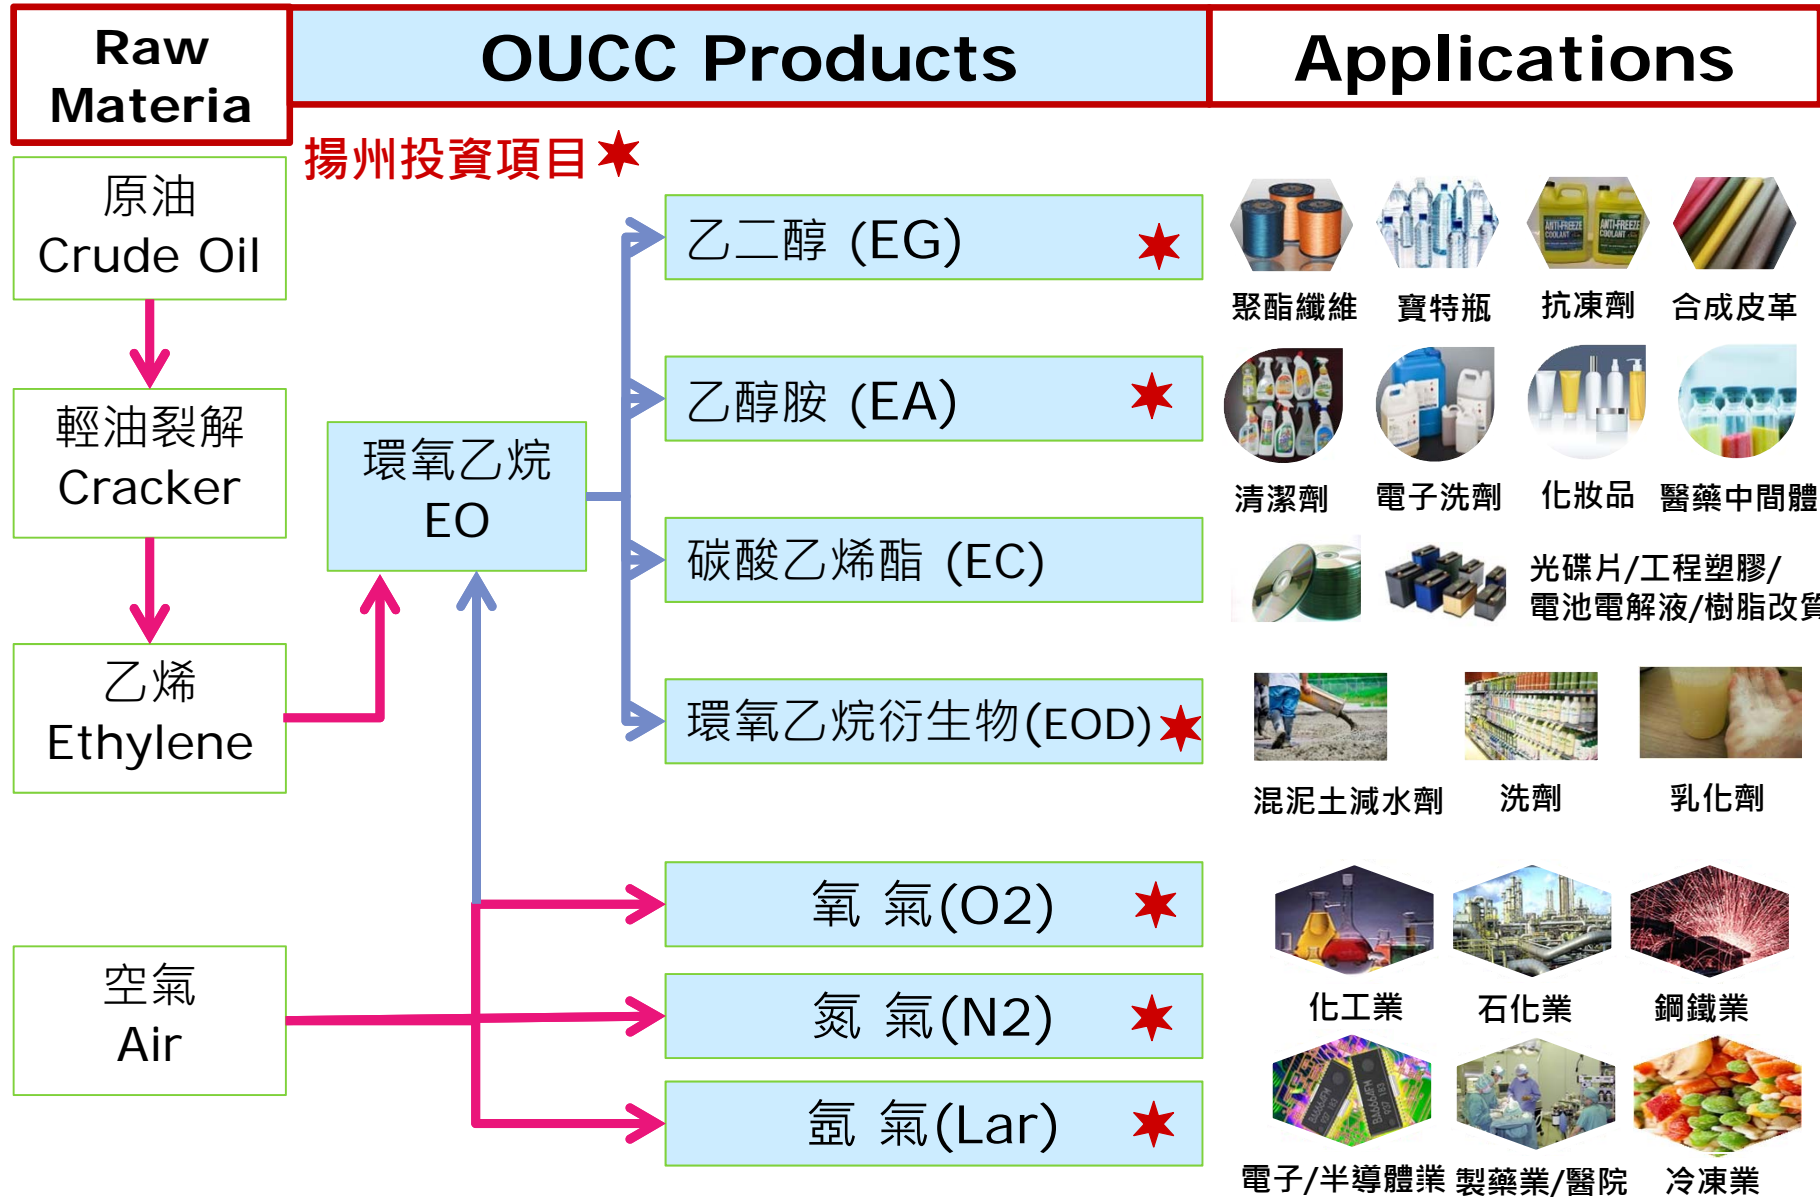 Raw
Materia
OUCC Products
Applications
揚州投資項目
原油
Crude Oil
輕油裂解
Cracker
乙烯
Ethylene
空氣
Air
環氧乙烷
EO
乙二醇 (EG)
乙醇胺 (EA)
碳酸乙烯酯 (EC)
環氧乙烷衍生物(EOD)
氧 氣(O2)
氮 氣(N2)
氬 氣(Lar)
ANTI-FREEZE
COOLANT
ANTI-FREEZE
COOLANT
聚酯纖維 寶特瓶 抗凍劑 合成皮革
清潔劑 電子洗劑 化妝品 醫藥中間體
光碟片/工程塑膠/
電池電解液/樹脂改質
混泥土減水劑 洗劑 乳化劑
化工業 石化業 鋼鐵業
電子/半導體業 製藥業/醫院 冷凍業